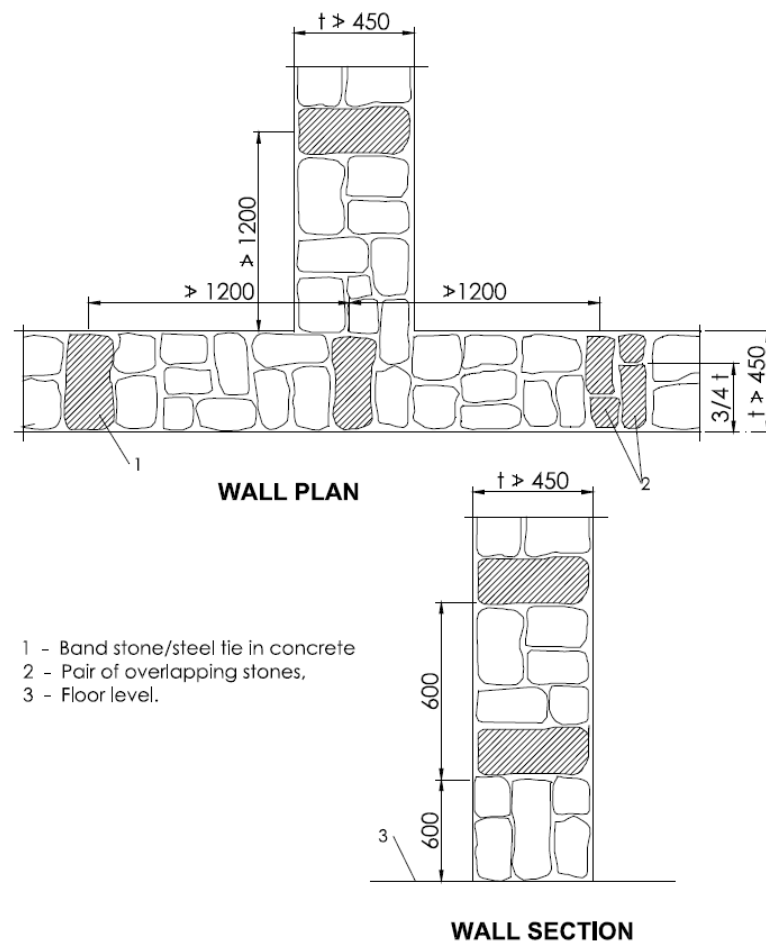 t ≯ 450
≯ 1200
≯ 1200
≯1200
3/4 t
t ≯ 450
1
2
WALL PLAN
t ≯ 450
1 - Band stone/steel tie in concrete
2 - Pair of overlapping stones,
3 - Floor level.
600
600
3
WALL SECTION